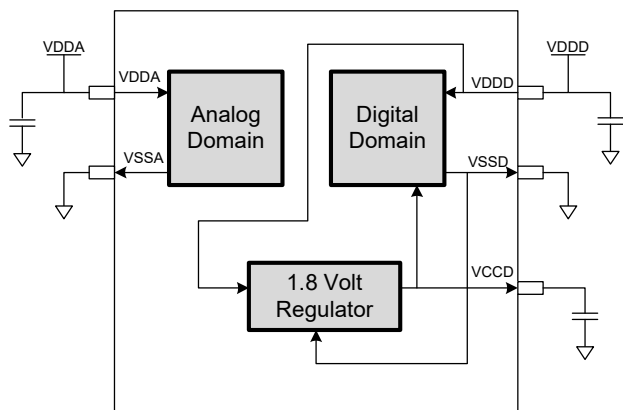 VDDA
VDDD
VDDA
Analog
Domain
Digital
Domain
VDDD
VSSA
VSSD
1.8 Volt
Regulator
VCCD